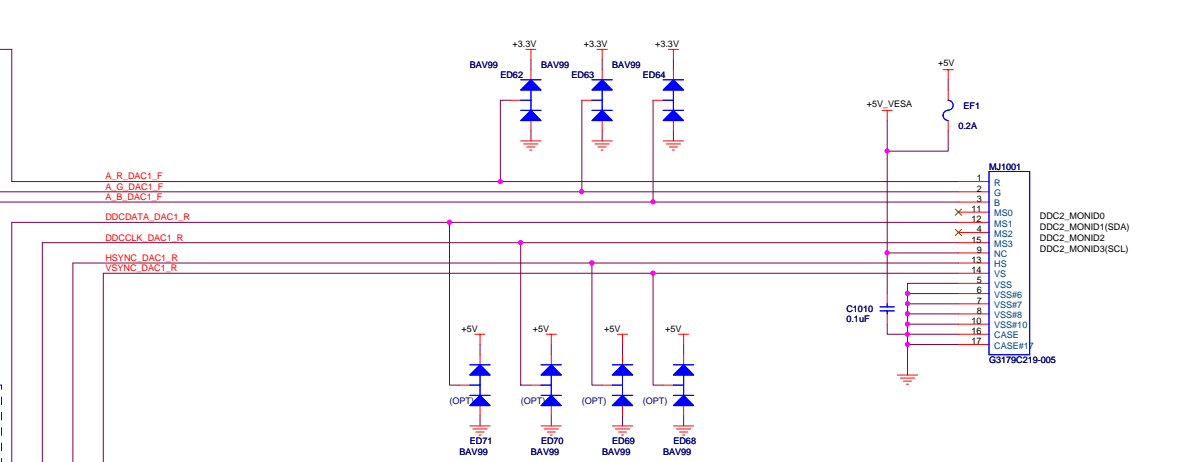 +3.3V +3.3V +3.3V
BAV99 BAV99 BAV99
ED62 ED63 ED64
+5V
+5V_VESA
EF1
0.2A
MJ1001
A_R_DAC1_F
A_G_DAC1_F
A_B_DAC1_F
DDCDATA_DAC1_R
DDCCLK_DAC1_R
HSYNC_DAC1_R
VSYNC_DAC1_R
1 R
2 G
3 B
11 MS0 DDC2_MONID0
12 MS1 DDC2_MONID1(SDA)
4 MS2 DDC2_MONID2
15 MS3 DDC2_MONID3(SCL)
9 NC
13 HS
14 VS
5 VSS
6 VSS#6
7 VSS#7
8 VSS#8
10 VSS#10
16 CASE
17 CASE#17
G3179C219-005
C1010
0.1uF
+5V +5V +5V +5V
(OPT) (OPT) (OPT) (OPT)
ED71 ED70 ED69 ED68
BAV99 BAV99 BAV99 BAV99